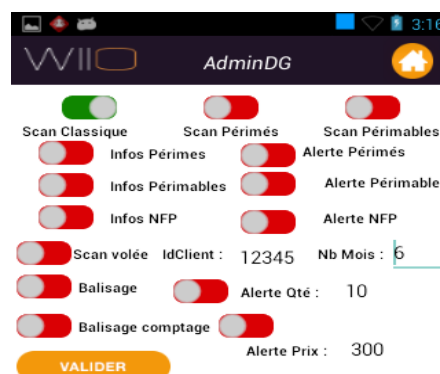 3:16
WIIO AdminDG
Scan Classique Scan Périmés Scan Périmables
Infos Périmes Alerte Périmés
Infos Périmables Alerte Périmable
Infos NFP Alerte NFP
Scan volée IdClient : 12345 Nb Mois : 6
Balisage Alerte Qté : 10
Balisage comptage
Alerte Prix : 300
VALIDER